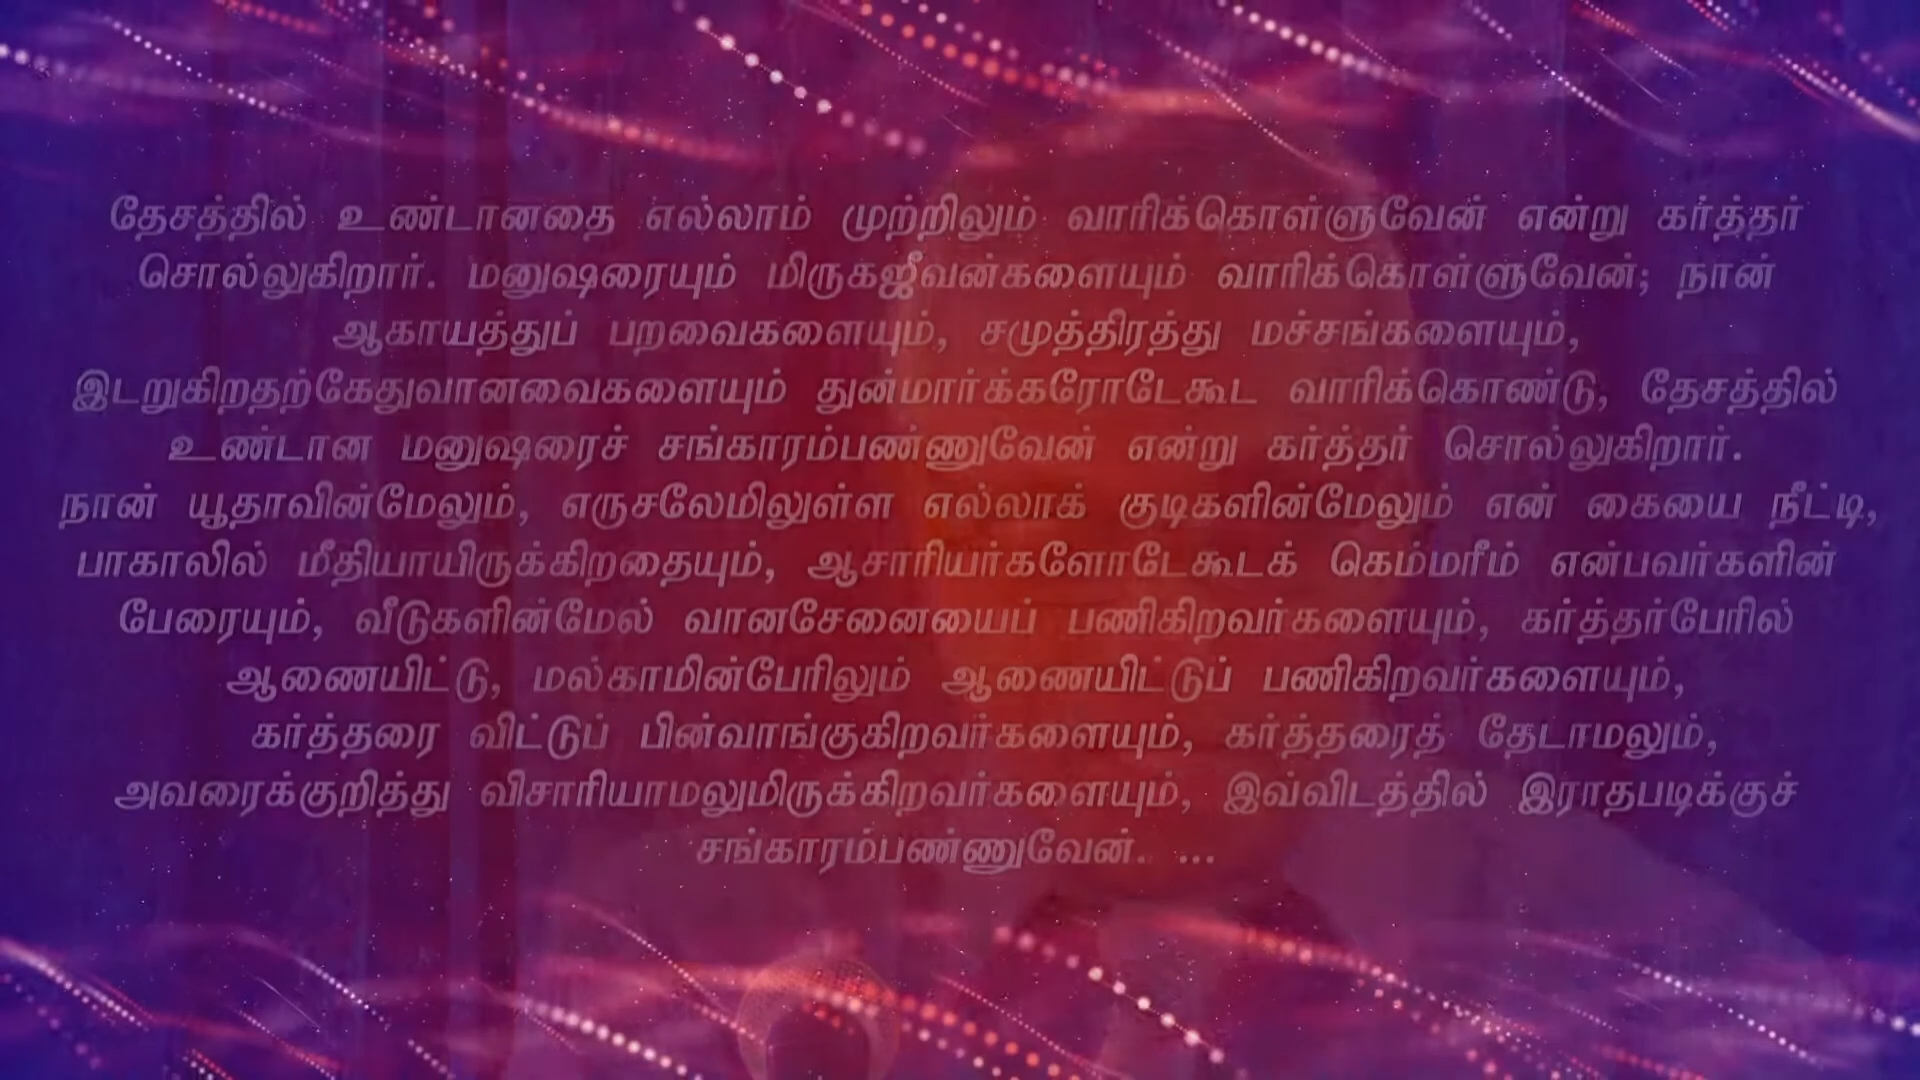 தேசத்தில் உண்டானதை எல்லாம் முற்றிலும் வாரிக்கொள்ளுவேன் என்று கர்த்தர்
சொல்லுகிறார். மனுஷரையும் மிருகஜீவன்களையும் வாரிக்கொள்ளுவேன்; நான்
ஆகாயத்துப் பறவைகளையும், சமுத்திரத்து மச்சங்களையும்,
இடறுகிறதற்கேதுவானவைகளையும் துன்மார்க்கரோடேகூட வாரிக்கொண்டு, தேசத்தில்
உண்டான மனுஷரைச் சங்காரம்பண்ணுவேன் என்று கர்த்தர் சொல்லுகிறார்.
நான் யூதாவின்மேலும், எருசலேமிலுள்ள எல்லாக் குடிகளின்மேலும் என் கையை நீட்டி,
பாகாலில் மீதியாயிருக்கிறதையும், ஆசாரியர்களோடேகூடக் கெம்மரீம் என்பவர்களின்
பேரையும், வீடுகளின்மேல் வானசேனையைப் பணிகிறவர்களையும், கர்த்தர்பேரில்
ஆணையிட்டு, மல்காமின்பேரிலும் ஆணையிட்டுப் பணிகிறவர்களையும்,
கர்த்தரை விட்டுப் பின்வாங்குகிறவர்களையும், கர்த்தரைத் தேடாமலும்,
அவரைக்குறித்து விசாரியாமலுமிருக்கிறவர்களையும், இவ்விடத்தில் இராதபடிக்குச்
சங்காரம்பண்ணுவேன். ...